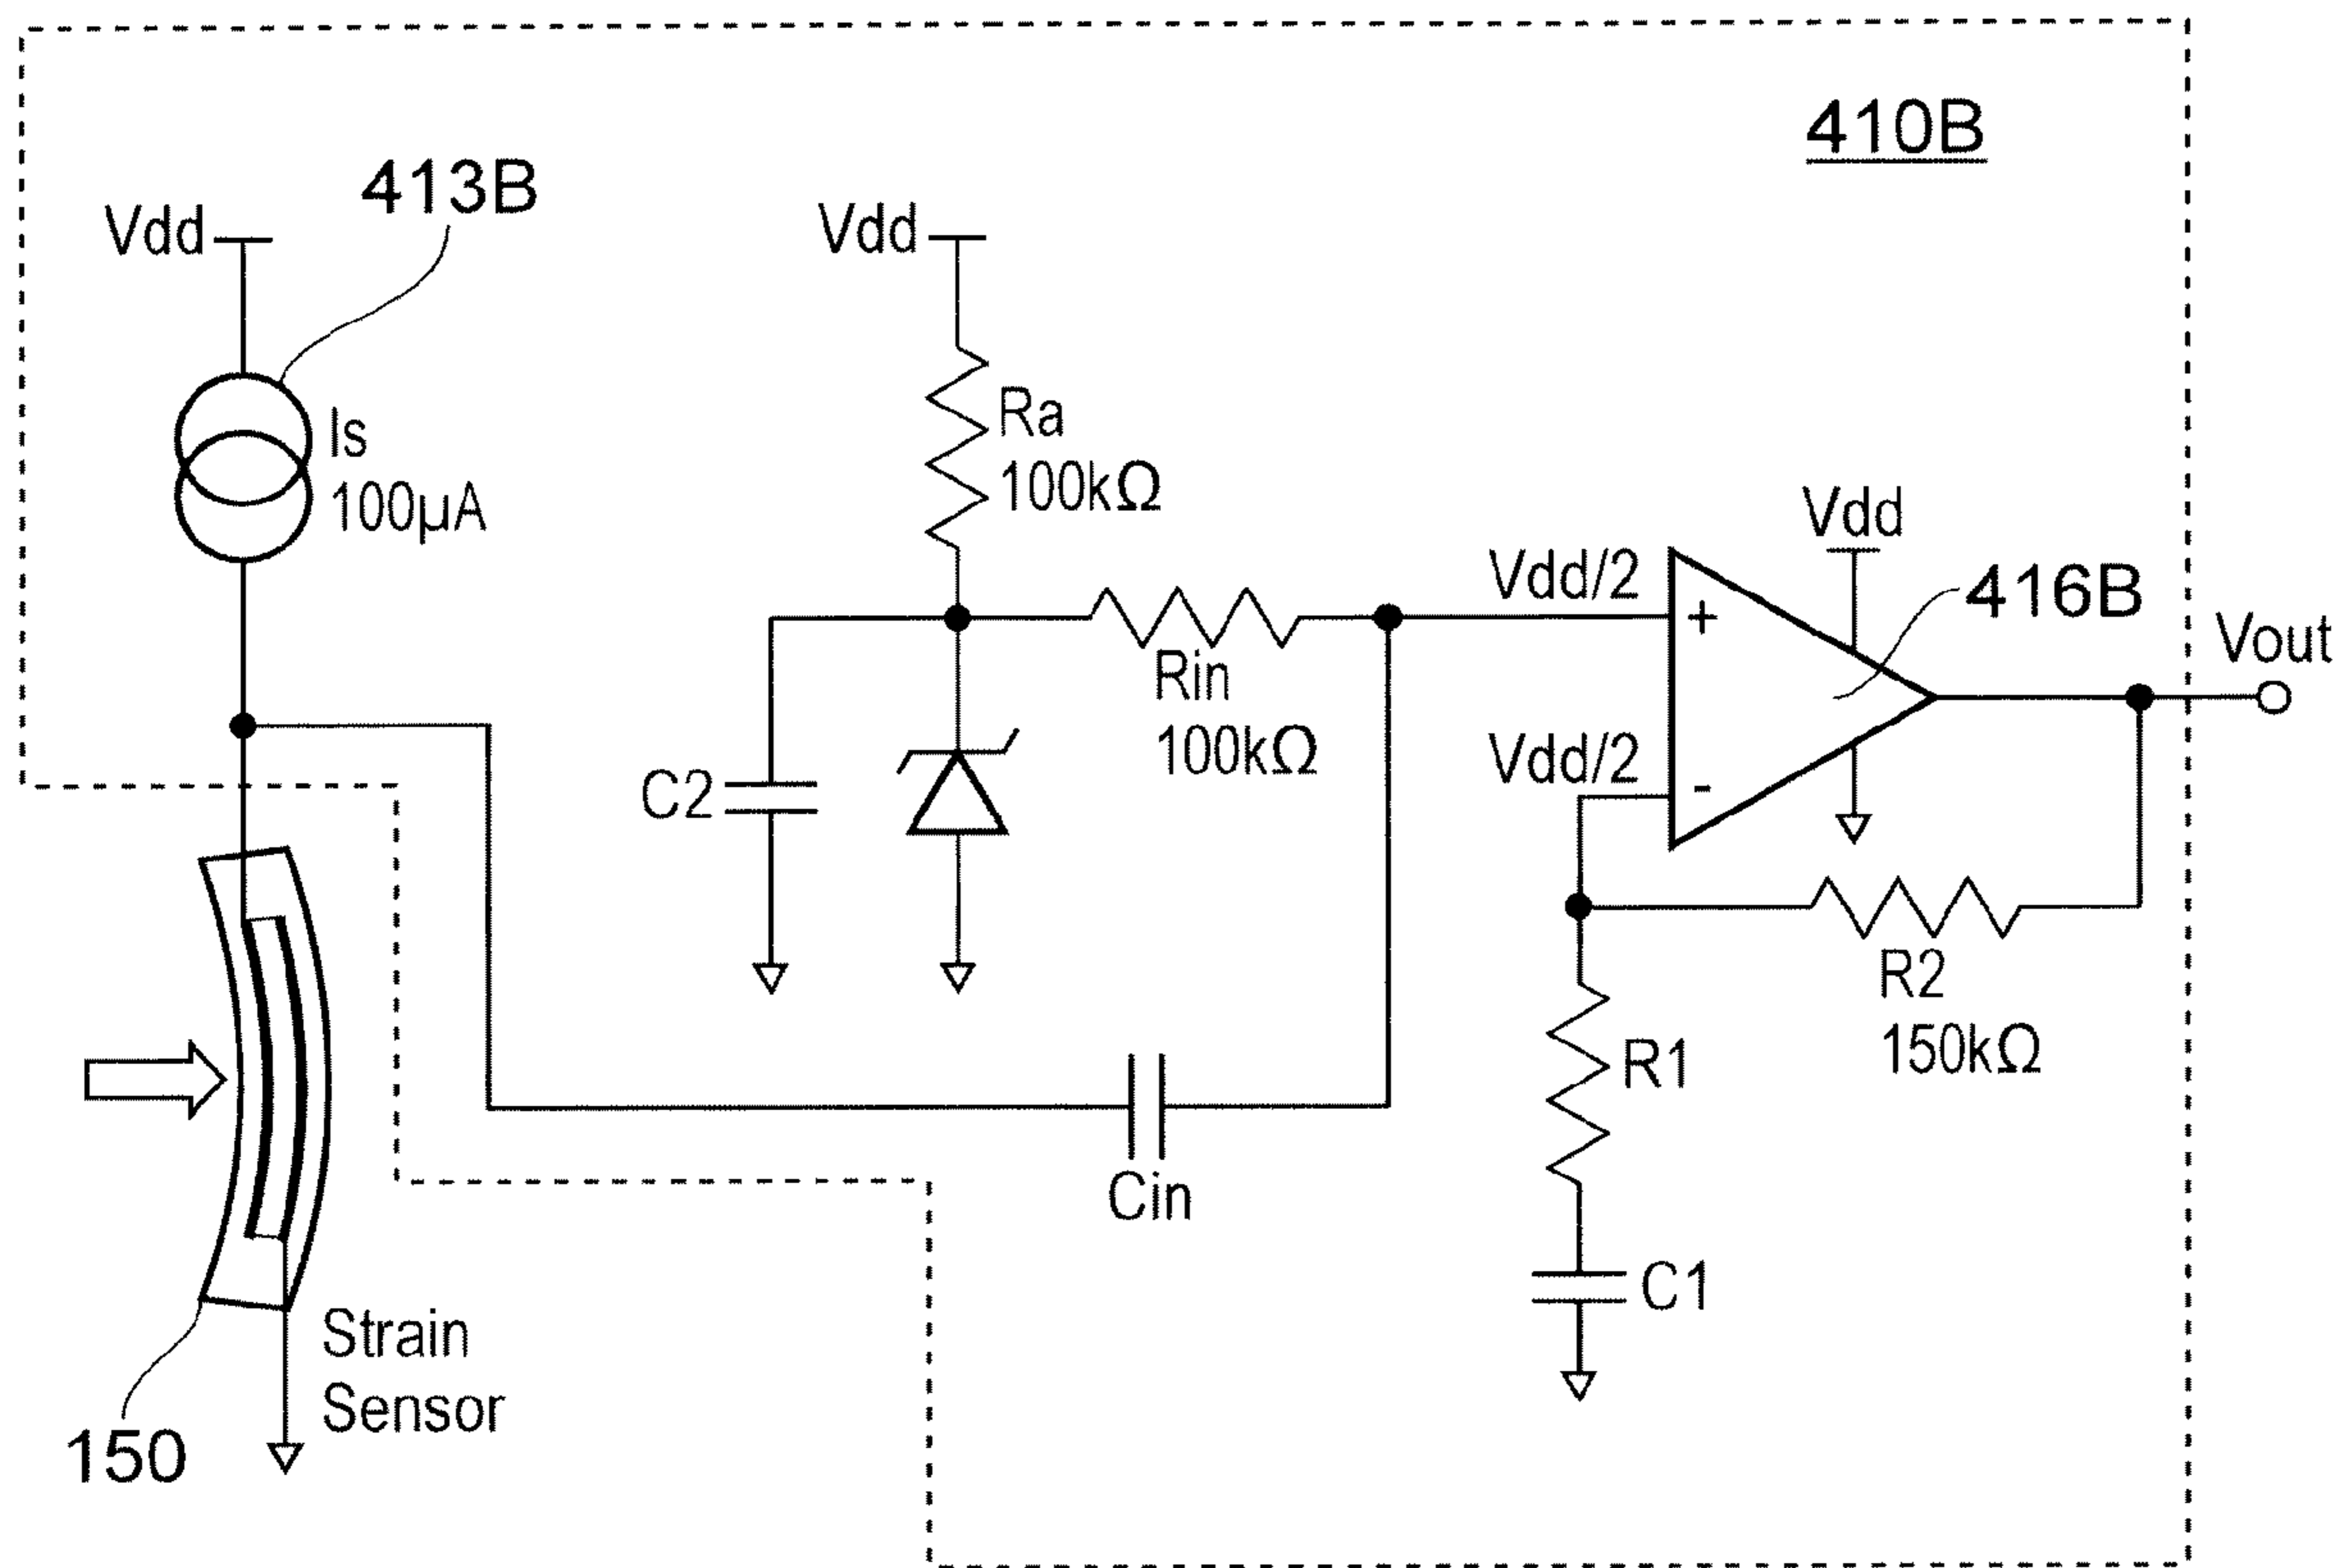 410B
413B
Vdd
Vdd
Is
100µA
Ra
100kΩ
Vdd/2
Vdd
416B
Vout
+
Rin
100kΩ
Vdd/2
-
C2
R2
150kΩ
R1
Cin
C1
Strain
Sensor
150